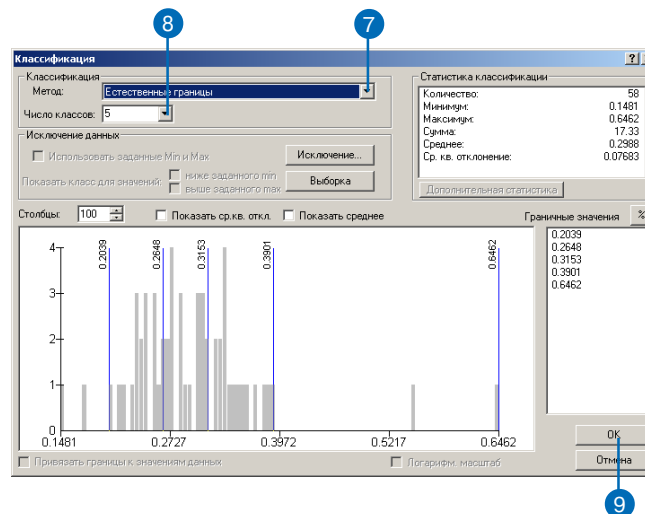 8
7
Классификация
?
Классификация
Метод:
Естественные границы
Число классов:
5
Исключение данных
Использовать заданные Min и Max
Исключение...
Показать класс для значений:
ниже заданного min
выше заданного max
Выборка
Статистика классификации
Количество: 58
Минимум: 0.1481
Максимум: 0.6462
Сумма: 17.33
Среднее: 0.2988
Ср. кв. отклонение: 0.07683
Дополнительная статистика
Столбцы:
100
Показать ср.кв. откл.
Показать среднее
Граничные значения
%
4
3
2
1
0
0.2039
0.2648
0.3153
0.3901
0.6462
0.1481
0.2727
0.3972
0.5217
0.6462
0.2039
0.2648
0.3153
0.3901
0.6462
OK
Отмена
Привязать границы к значениям данных
Логарифм. масштаб
9